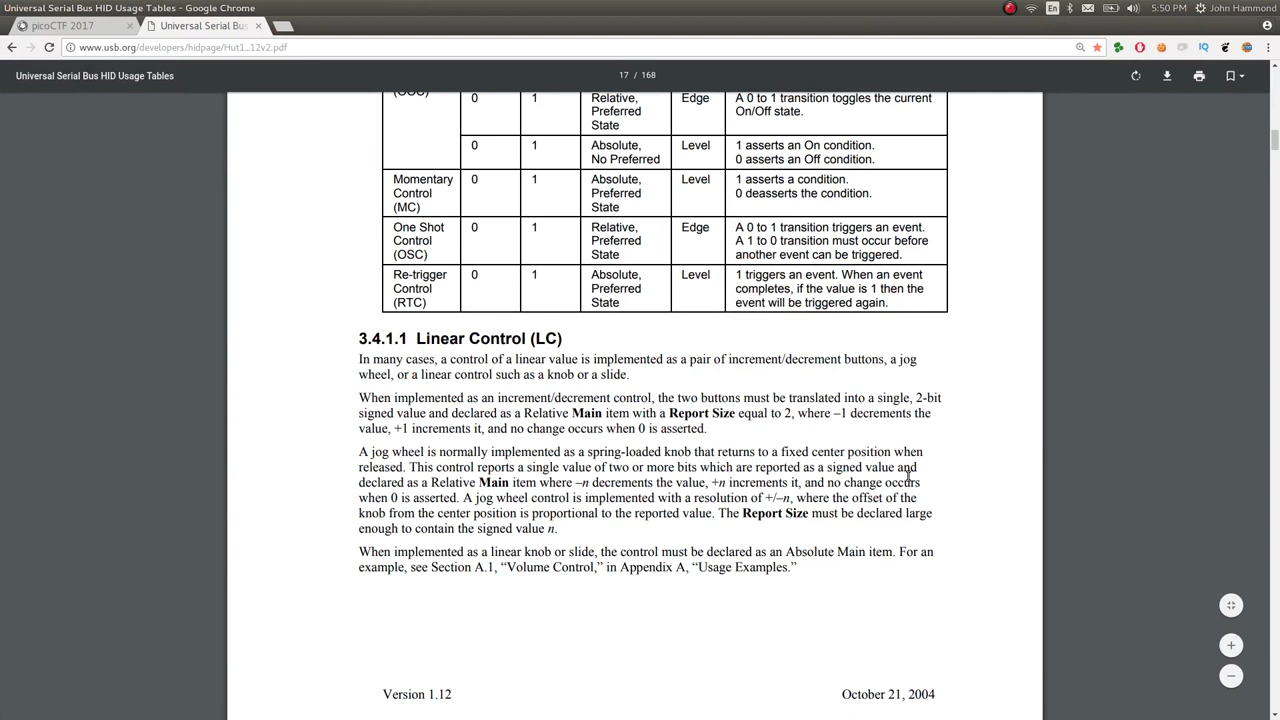 Universal Serial Bus HID Usage Tables - Google Chrome
En
5:50 PM
John Hammond
picoCTF 2017
Universal Serial Bus
www.usb.org/developers/hidpage/Hut1_12v2.pdf
Universal Serial Bus HID Usage Tables
17 / 168
(OOC)
0
1
Relative,
Preferred
State
Edge
A 0 to 1 transition toggles the current
On/Off state.
0
1
Absolute,
No Preferred
Level
1 asserts an On condition.
0 asserts an Off condition.
Momentary
Control
(MC)
0
1
Absolute,
Preferred
State
Level
1 asserts a condition.
0 deasserts the condition.
One Shot
Control
(OSC)
0
1
Relative,
Preferred
State
Edge
A 0 to 1 transition triggers an event.
A 1 to 0 transition must occur before
another event can be triggered.
Re-trigger
Control
(RTC)
0
1
Absolute,
Preferred
State
Level
1 triggers an event. When an event
completes, if the value is 1 then the
event will be triggered again.
3.4.1.1 Linear Control (LC)
In many cases, a control of a linear value is implemented as a pair of increment/decrement buttons, a jog
wheel, or a linear control such as a knob or a slide.
When implemented as an increment/decrement control, the two buttons must be translated into a single, 2-bit
signed value and declared as a Relative Main item with a Report Size equal to 2, where –1 decrements the
value, +1 increments it, and no change occurs when 0 is asserted.
A jog wheel is normally implemented as a spring-loaded knob that returns to a fixed center position when
released. This control reports a single value of two or more bits which are reported as a signed value and
declared as a Relative Main item where –n decrements the value, +n increments it, and no change occurs
when 0 is asserted. A jog wheel control is implemented with a resolution of +/–n, where the offset of the
knob from the center position is proportional to the reported value. The Report Size must be declared large
enough to contain the signed value n.
When implemented as a linear knob or slide, the control must be declared as an Absolute Main item. For an
example, see Section A.1, “Volume Control,” in Appendix A, “Usage Examples.”
Version 1.12
October 21, 2004